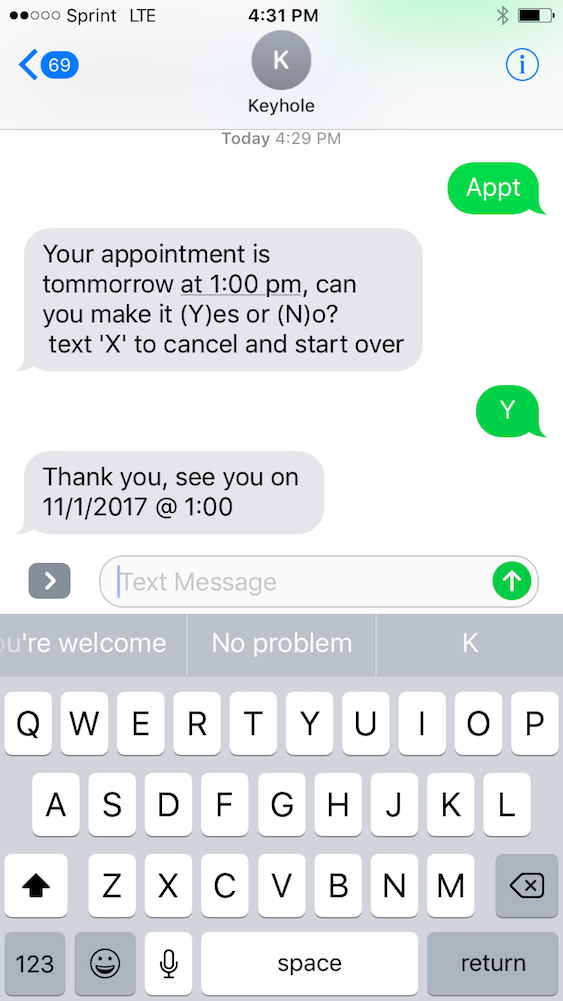 Sprint LTE 4:31 PM
69
K
Keyhole
Today 4:29 PM
Appt
Your appointment is
tommorrow at 1:00 pm, can
you make it (Y)es or (N)o?
text 'X' to cancel and start over
Y
Thank you, see you on
11/1/2017 @ 1:00
Text Message
ou're welcome No problem K
Q W E R T Y U I O P
A S D F G H J K L
Z X C V B N M
123 space return